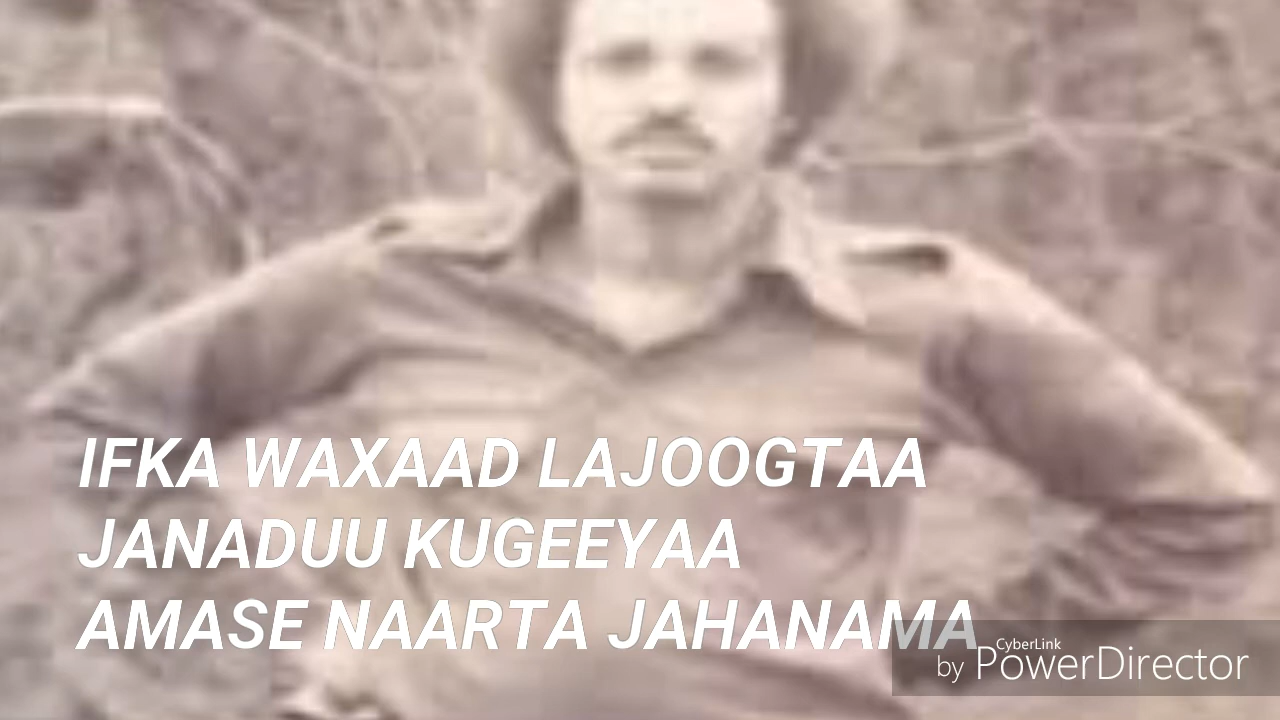 IFKA WAXAAD LAJOOGTAA
JANADUU KUGEEYAA
AMASE NAARTA JAHANAMA
CyberLink
by PowerDirector